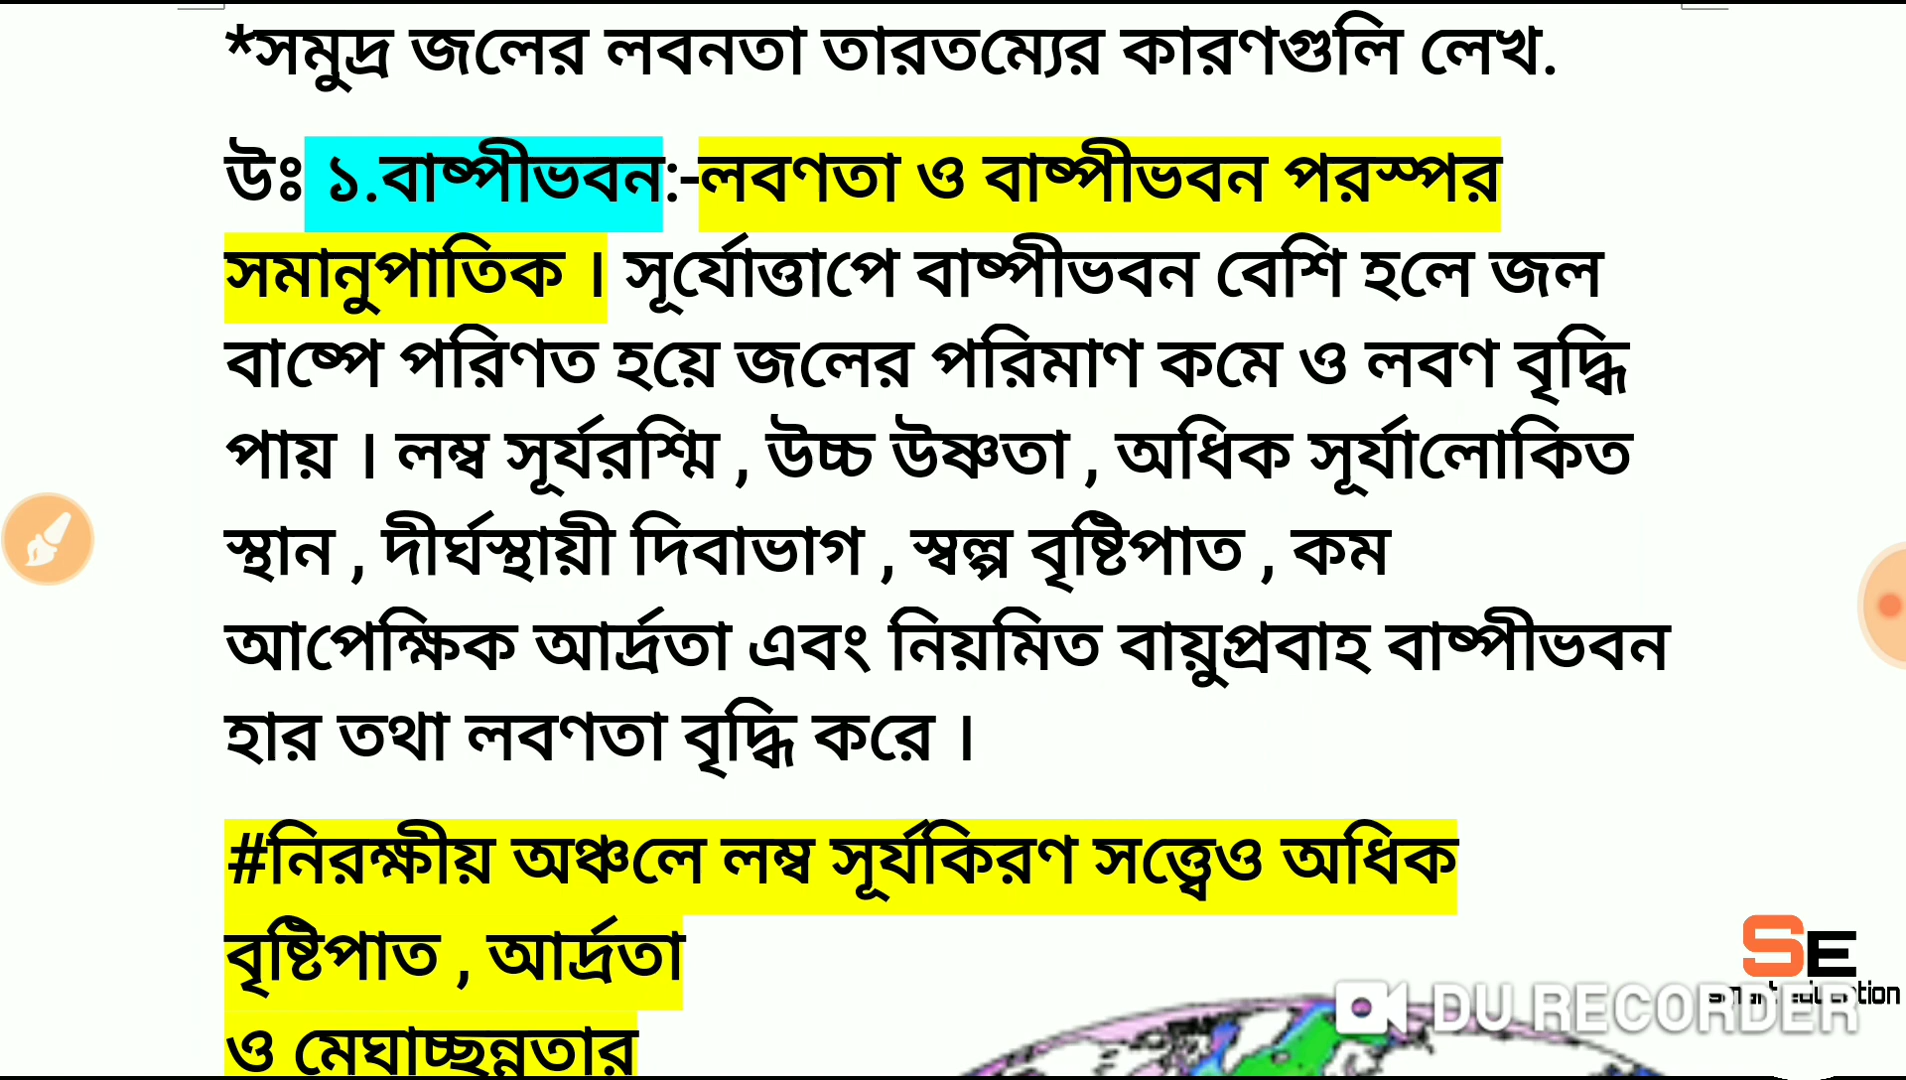 *সমুদ্র জলের লবনতা তারতম্যের কারণগুলি লেখ.
উঃ ১.বাষ্পীভবন:-লবণতা ও বাষ্পীভবন পরস্পর
সমানুপাতিক । সূর্যোত্তাপে বাষ্পীভবন বেশি হলে জল
বাষ্পে পরিণত হয়ে জলের পরিমাণ কমে ও লবণ বৃদ্ধি
পায় । লম্ব সূর্যরশ্মি , উচ্চ উষ্ণতা , অধিক সূর্যালোকিত
স্থান , দীর্ঘস্থায়ী দিবাভাগ , স্বল্প বৃষ্টিপাত , কম
আপেক্ষিক আর্দ্রতা এবং নিয়মিত বায়ুপ্রবাহ বাষ্পীভবন
হার তথা লবণতা বৃদ্ধি করে ।
#নিরক্ষীয় অঞ্চলে লম্ব সূর্যকিরণ সত্ত্বেও অধিক
বৃষ্টিপাত , আর্দ্রতা
ও মেঘাচ্ছন্নতার
SE
smart education
DU RECORDER